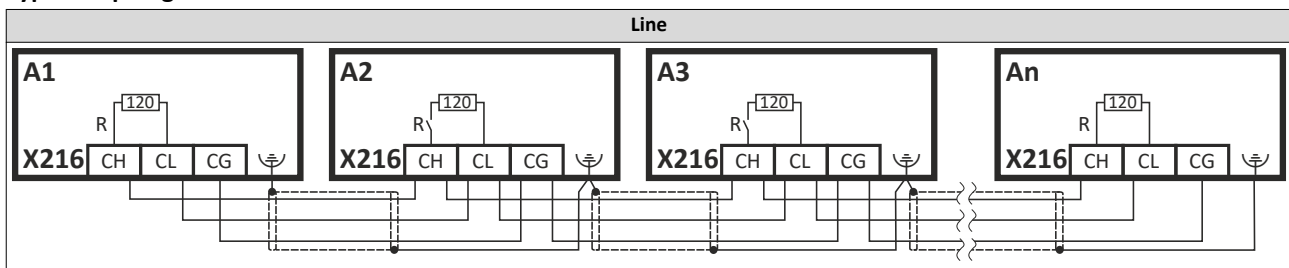 Line
A1 A2 A3 An
120 120 120 120
R R R R
X216 CH CL CG X216 CH CL CG X216 CH CL CG X216 CH CL CG